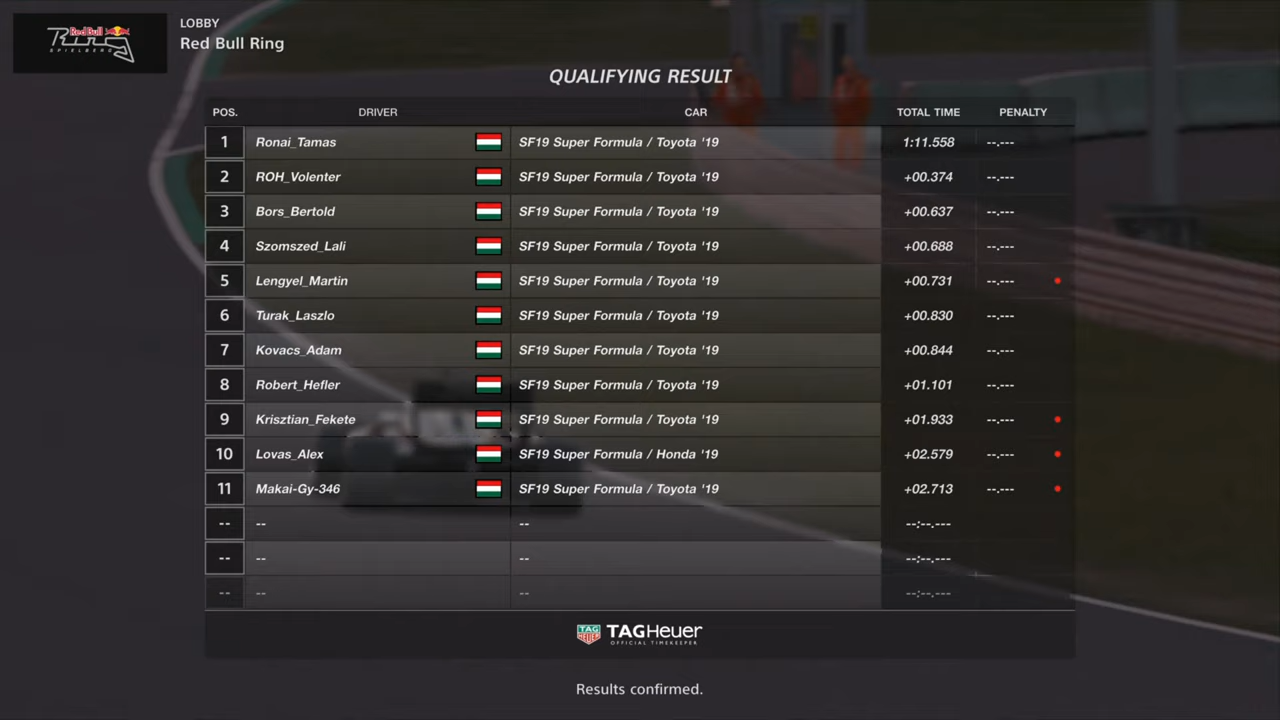 LOBBY
Red Bull Ring
RedBull
Ring
SPIELBERG
QUALIFYING RESULT
POS. DRIVER CAR TOTAL TIME PENALTY
1 Ronai_Tamas SF19 Super Formula / Toyota '19 1:11.558 --.---
2 ROH_Volenter SF19 Super Formula / Toyota '19 +00.374 --.---
3 Bors_Bertold SF19 Super Formula / Toyota '19 +00.637 --.---
4 Szomszed_Lali SF19 Super Formula / Toyota '19 +00.688 --.---
5 Lengyel_Martin SF19 Super Formula / Toyota '19 +00.731 --.---
6 Turak_Laszlo SF19 Super Formula / Toyota '19 +00.830 --.---
7 Kovacs_Adam SF19 Super Formula / Toyota '19 +00.844 --.---
8 Robert_Hefler SF19 Super Formula / Toyota '19 +01.101 --.---
9 Krisztian_Fekete SF19 Super Formula / Toyota '19 +01.933 --.---
10 Lovas_Alex SF19 Super Formula / Honda '19 +02.579 --.---
11 Makai-Gy-346 SF19 Super Formula / Toyota '19 +02.713 --.---
-- -- -- --:--.---
-- -- -- --:--.---
-- -- -- --:--.---
TAG HEUER TAGHeuer
OFFICIAL TIMEKEEPER
Results confirmed.